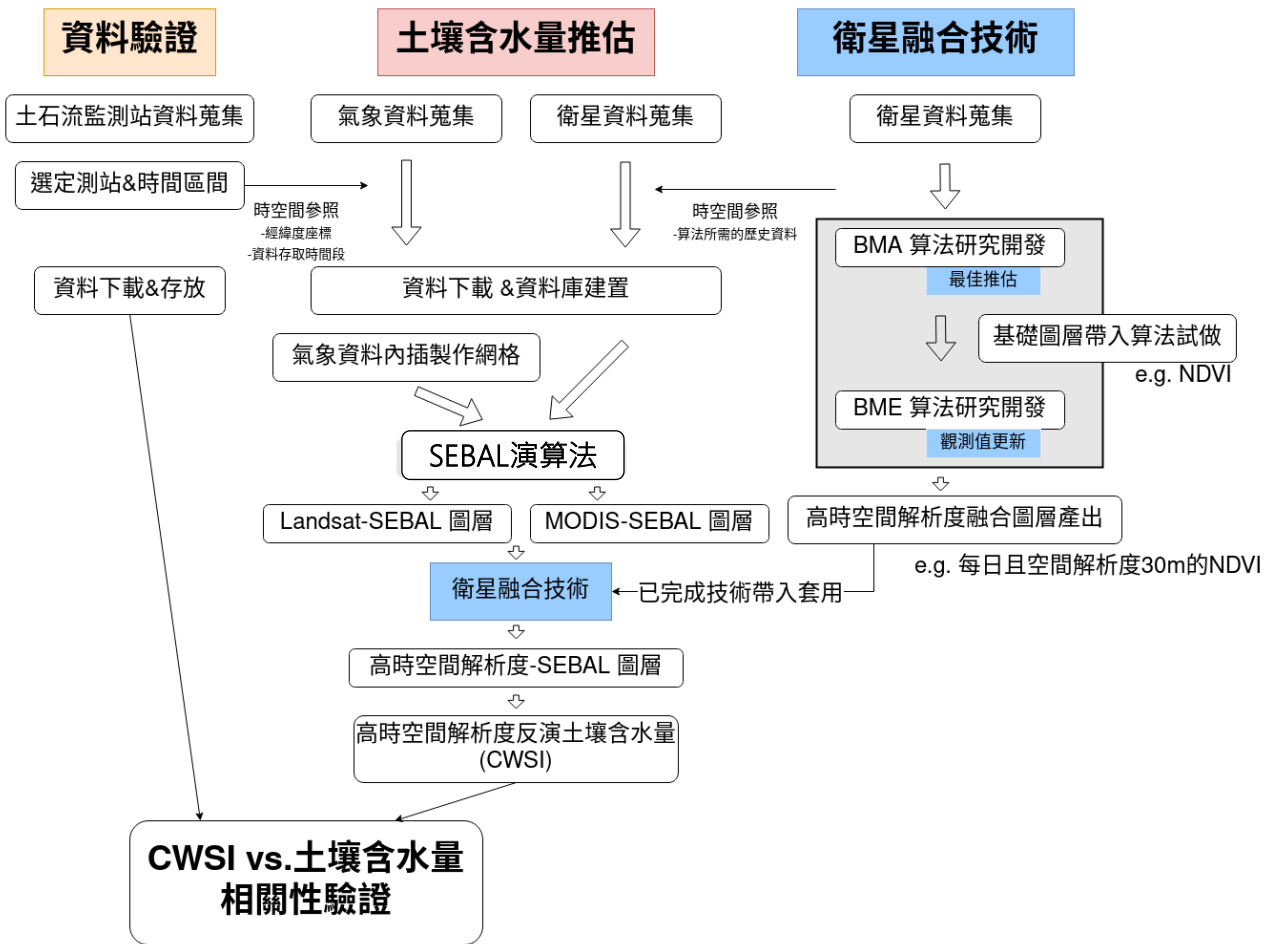 資料驗證
土壤含水量推估
衛星融合技術
土石流監測站資料蒐集
氣象資料蒐集
衛星資料蒐集
衛星資料蒐集
選定測站&時間區間
時空間參照
-經緯度座標
-資料存取時間段
時空間參照
-算法所需的歷史資料
BMA 算法研究開發
最佳推估
資料下載&存放
資料下載 &資料庫建置
基礎圖層帶入算法試做
e.g. NDVI
氣象資料內插製作網格
BME 算法研究開發
觀測值更新
SEBAL演算法
Landsat-SEBAL 圖層
MODIS-SEBAL 圖層
高時空間解析度融合圖層產出
e.g. 每日且空間解析度30m的NDVI
衛星融合技術
已完成技術帶入套用
高時空間解析度-SEBAL 圖層
高時空間解析度反演土壤含水量
(CWSI)
CWSI vs.土壤含水量
相關性驗證